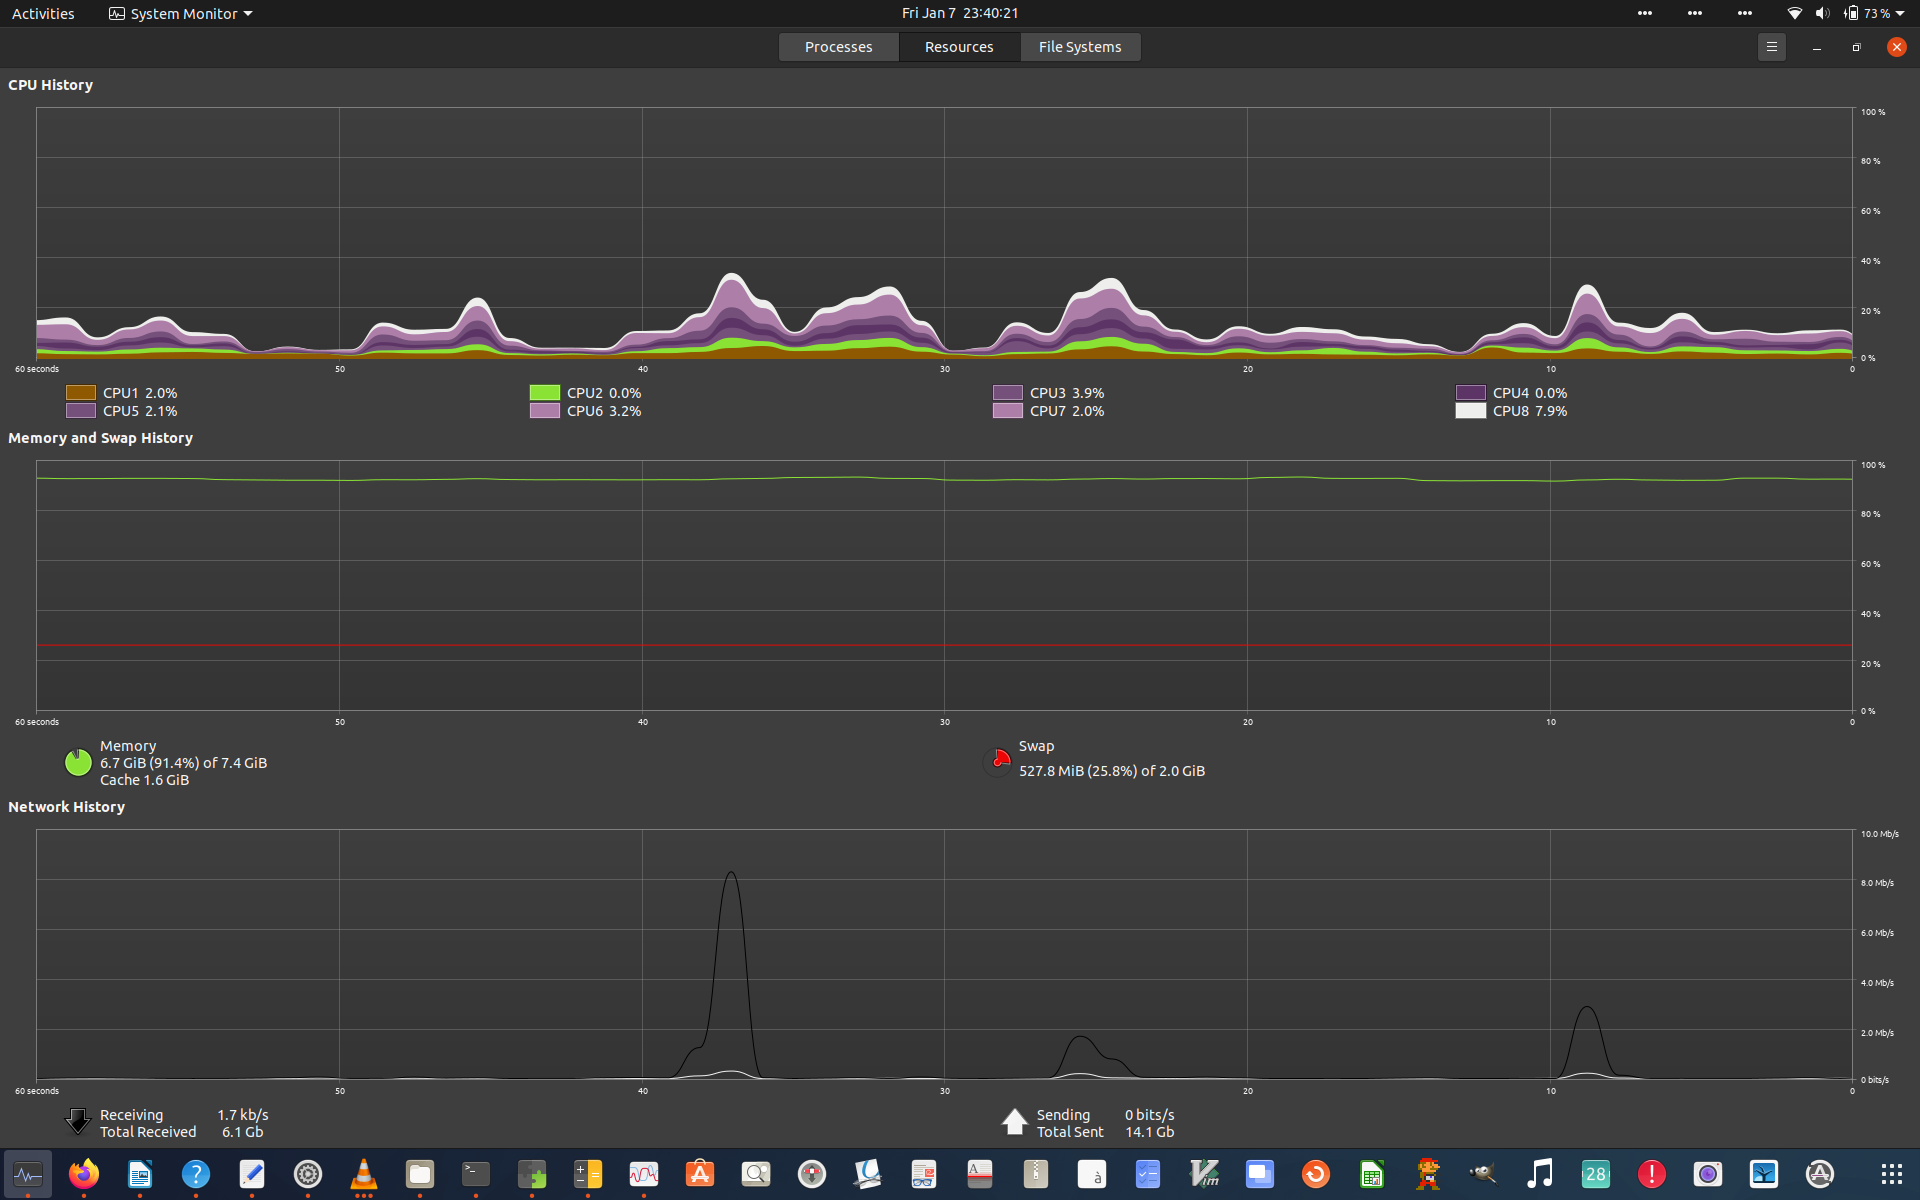 Activities
System Monitor
Fri Jan 7 23:40:21
73 %
Processes
Resources
File Systems
CPU History
100 %
80 %
60 %
40 %
20 %
0 %
60 seconds
50
40
30
20
10
0
CPU1 2.0%
CPU2 0.0%
CPU3 3.9%
CPU4 0.0%
CPU5 2.1%
CPU6 3.2%
CPU7 2.0%
CPU8 7.9%
Memory and Swap History
100 %
80 %
60 %
40 %
20 %
0 %
60 seconds
50
40
30
20
10
0
Memory
6.7 GiB (91.4%) of 7.4 GiB
Cache 1.6 GiB
Swap
527.8 MiB (25.8%) of 2.0 GiB
Network History
10.0 Mb/s
8.0 Mb/s
6.0 Mb/s
4.0 Mb/s
2.0 Mb/s
0 bits/s
60 seconds
50
40
30
20
10
0
Receiving 1.7 kb/s
Total Received 6.1 Gb
Sending 0 bits/s
Total Sent 14.1 Gb
?
>_
A
à
Vim
28
!